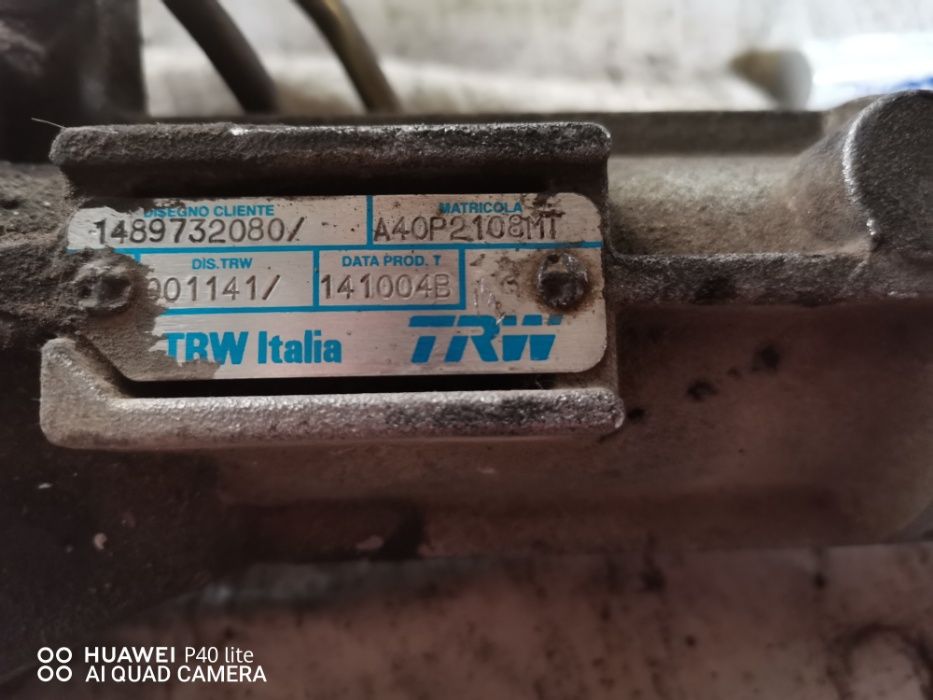 DISEGNO CLIENTE MATRICOLA
1489732080/ A40P2108MT
DIS.TRW DATA PROD. T
001141/ 141004B
TRW Italia TRW
HUAWEI P40 lite
AI QUAD CAMERA